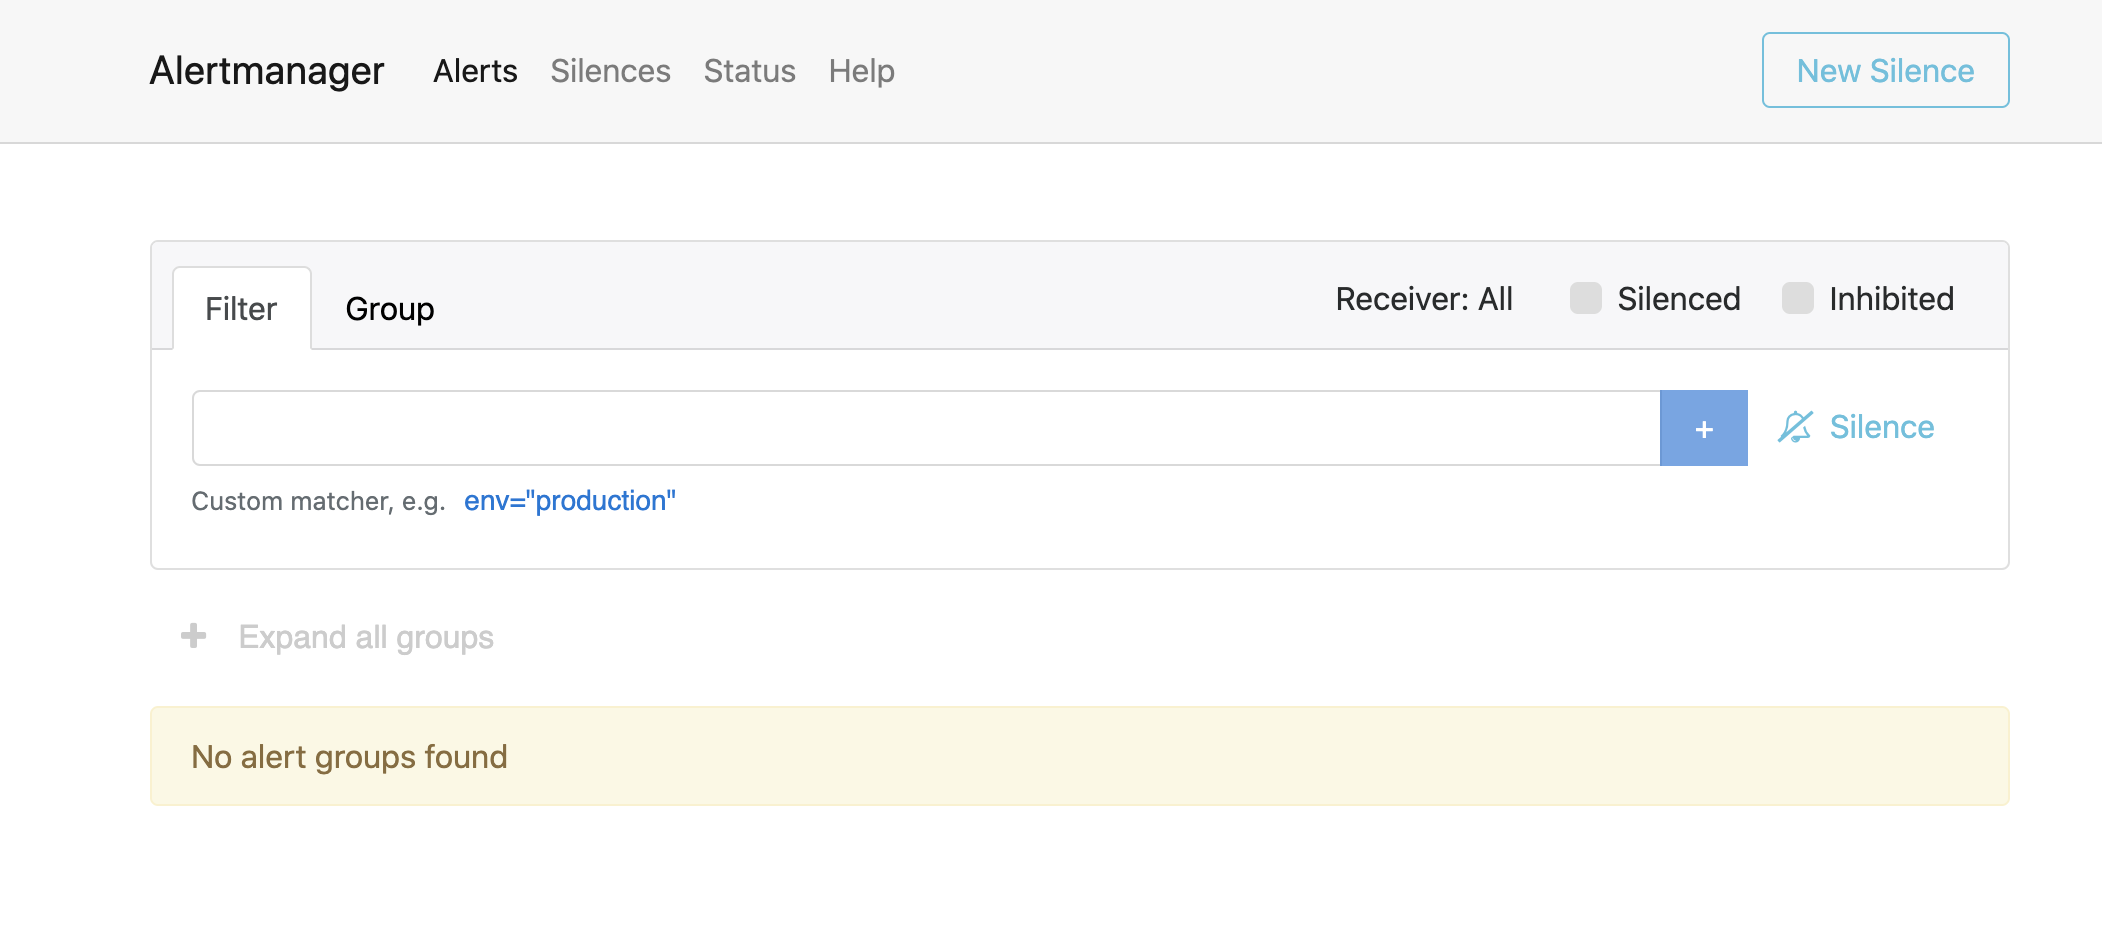 Alertmanager Alerts Silences Status Help New Silence
Filter Group Receiver: All Silenced Inhibited
+ Silence
Custom matcher, e.g. env="production"
+ Expand all groups
No alert groups found